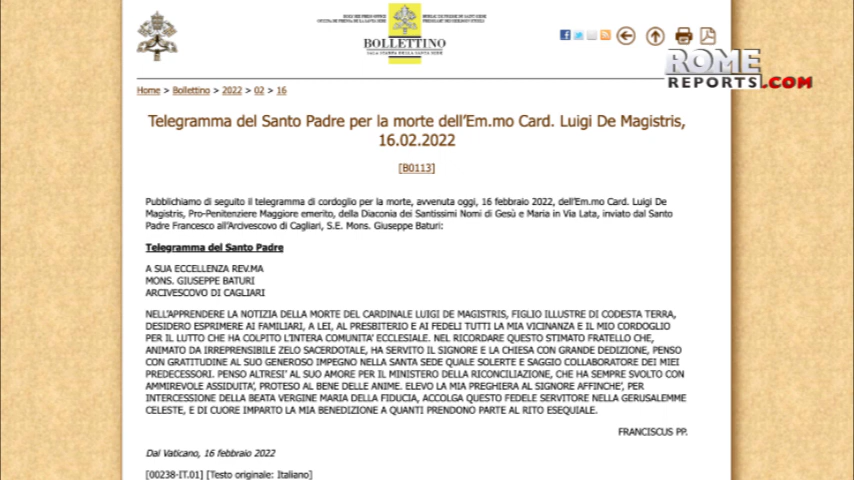 BOLLETTINO
SALA STAMPA DELLA SANTA SEDE
ROME
REPORTS.COM
Home > Bollettino > 2022 > 02 > 16
Telegramma del Santo Padre per la morte dell'Em.mo Card. Luigi De Magistris,
16.02.2022
[B0113]
Pubblichiamo di seguito il telegramma di cordoglio per la morte, avvenuta oggi, 16 febbraio 2022, dell'Em.mo Card. Luigi De
Magistris, Pro-Penitenziere Maggiore emerito, della Diaconia dei Santissimi Nomi di Gesù e Maria in Via Lata, inviato dal Santo
Padre Francesco all'Arcivescovo di Cagliari, S.E. Mons. Giuseppe Baturi:
Telegramma del Santo Padre
A SUA ECCELLENZA REV.MA
MONS. GIUSEPPE BATURI
ARCIVESCOVO DI CAGLIARI
NELL'APPRENDERE LA NOTIZIA DELLA MORTE DEL CARDINALE LUIGI DE MAGISTRIS, FIGLIO ILLUSTRE DI CODESTA TERRA,
DESIDERO ESPRIMERE AI FAMILIARI, A LEI, AL PRESBITERIO E AI FEDELI TUTTI LA MIA VICINANZA E IL MIO CORDOGLIO
PER IL LUTTO CHE HA COLPITO L'INTERA COMUNITA' ECCLESIALE. NEL RICORDARE QUESTO STIMATO FRATELLO CHE,
ANIMATO DA IRREPRENSIBILE ZELO SACERDOTALE, HA SERVITO IL SIGNORE E LA CHIESA CON GRANDE DEDIZIONE, PENSO
CON GRATITUDINE AL SUO GENEROSO IMPEGNO NELLA SANTA SEDE QUALE SOLERTE E SAGGIO COLLABORATORE DEI MIEI
PREDECESSORI. PENSO ALTRESI' AL SUO AMORE PER IL MINISTERO DELLA RICONCILIAZIONE, CHE HA SEMPRE SVOLTO CON
AMMIREVOLE ASSIDUITA', PROTESO AL BENE DELLE ANIME. ELEVO LA MIA PREGHIERA AL SIGNORE AFFINCHE', PER
INTERCESSIONE DELLA BEATA VERGINE MARIA DELLA FIDUCIA, ACCOLGA QUESTO FEDELE SERVITORE NELLA GERUSALEMME
CELESTE, E DI CUORE IMPARTO LA MIA BENEDIZIONE A QUANTI PRENDONO PARTE AL RITO ESEQUIALE.
FRANCISCUS PP.
Dal Vaticano, 16 febbraio 2022
[00238-IT.01] [Testo originale: Italiano]